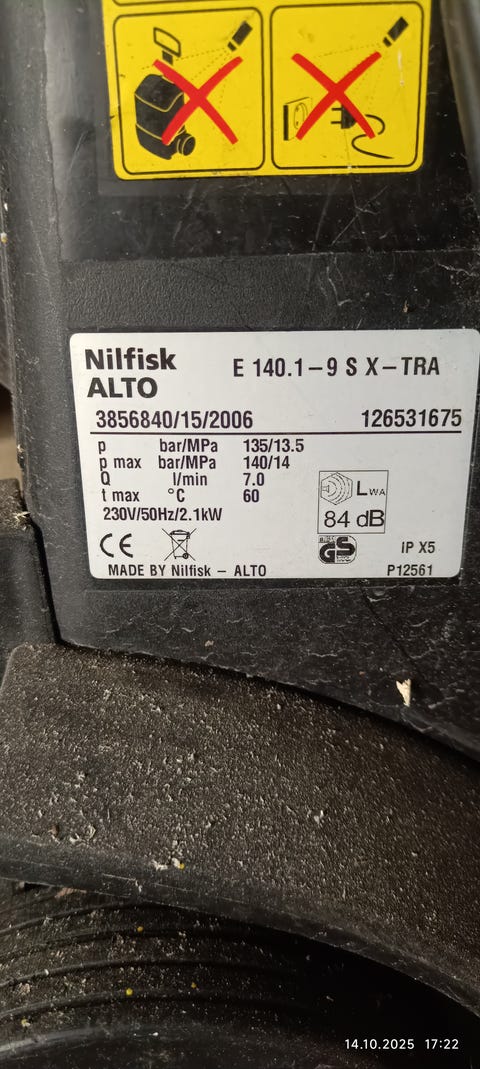 Nilfisk
ALTO
E 140.1-9 S X-TRA
3856840/15/2006 126531675
p bar/MPa 135/13.5
p max bar/MPa 140/14
Q l/min 7.0
t max °C 60
230V/50Hz/2.1kW
LWA
84 dB
CE
GS
IP X5
MADE BY Nilfisk - ALTO
P12561
14.10.2025 17:22